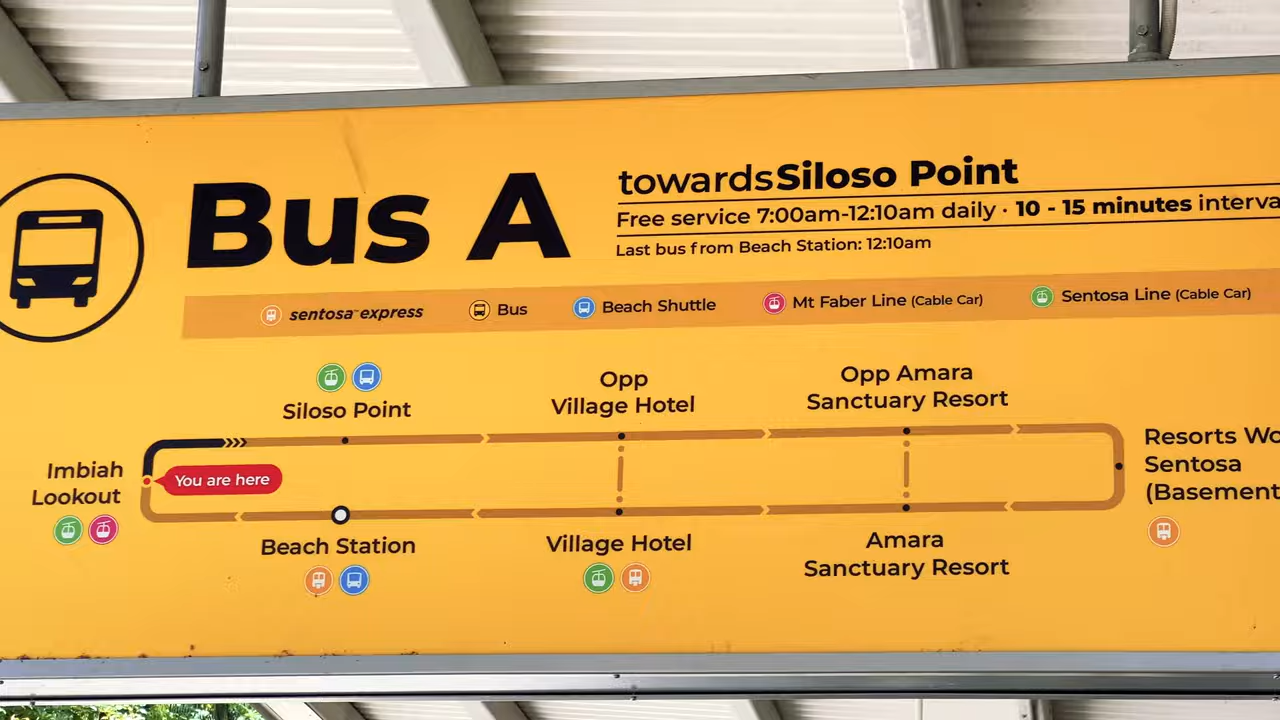 Bus A
towards Siloso Point
Free service 7:00am-12:10am daily · 10 - 15 minutes
Last bus from Beach Station: 12:10am
sentosa express
Bus
Beach Shuttle
Mt Faber Line (Cable Car)
Sentosa Line (Cable Car)
Siloso Point
Opp
Village Hotel
Opp Amara
Sanctuary Resort
Imbiah
Lookout
You are here
Resorts
Sentosa
(Basement
Beach Station
Village Hotel
Amara
Sanctuary Resort